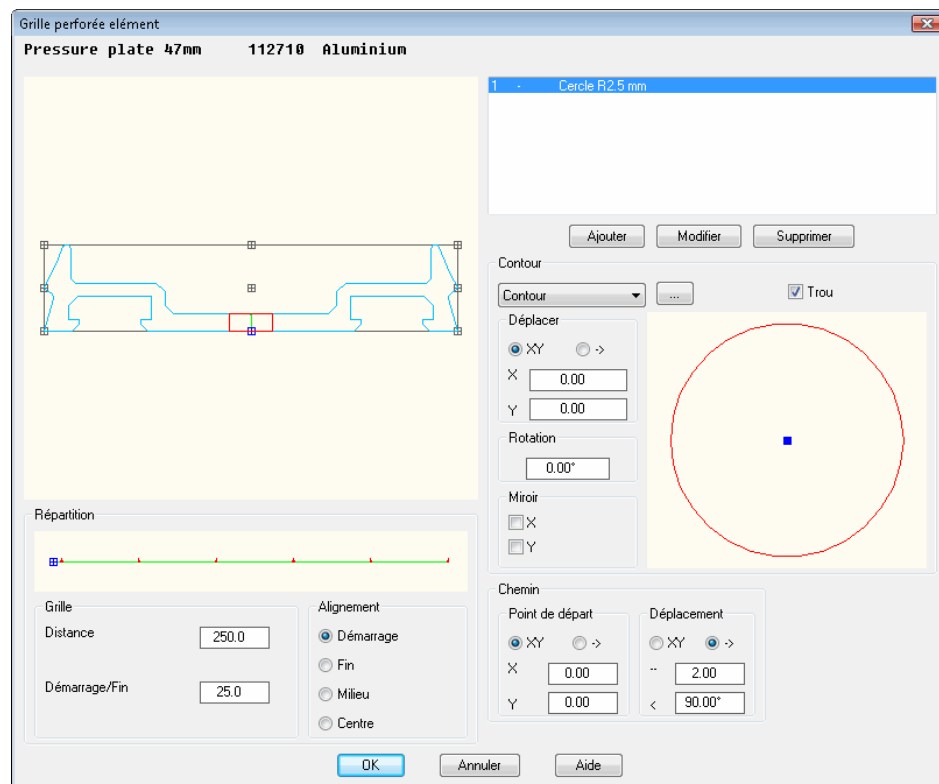 Grille perforée elément
Pressure plate 47mm 112710 Aluminium
1 - Cercle R2.5 mm
Ajouter Modifier Supprimer
Contour
Contour ... Trou
Déplacer
XY ->
X 0.00
Y 0.00
Rotation
0.00°
Miroir
X
Y
Répartition
Grille
Distance 250.0
Démarrage/Fin 25.0
Alignement
Démarrage
Fin
Milieu
Centre
Chemin
Point de départ
XY ->
X 0.00
Y 0.00
Déplacement
XY ->
-- 2.00
< 90.00°
OK Annuler Aide